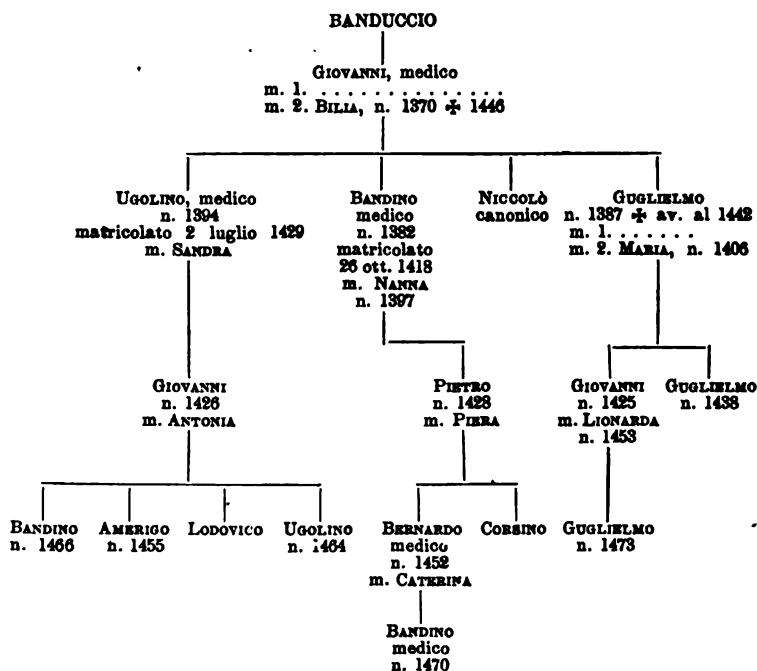 BANDUCCIO
GIOVANNI, medico
m. 1. . . . . . . . . . . . . . .
m. 2. BILIA, n. 1370 ✠ 1446
UGOLINO, medico
n. 1394
matricolato 2 luglio 1429
m. SANDRA
BANDINO
medico
n. 1382
matricolato
26 ott. 1418
m. NANNA
n. 1397
NICCOLÒ
canonico
GUGLIELMO
n. 1387 ✠ av. al 1442
m. 1. . . . . . .
m. 2. MARIA, n. 1406
GIOVANNI
n. 1426
m. ANTONIA
PIETRO
n. 1428
m. PIERA
GIOVANNI
n. 1425
m. LIONARDA
n. 1453
GUGLIELMO
n. 1438
BANDINO
n. 1466
AMERIGO
n. 1455
LODOVICO
UGOLINO
n. 1464
BERNARDO
medico
n. 1452
m. CATERINA
CORSINO
GUGLIELMO
n. 1473
BANDINO
medico
n. 1470